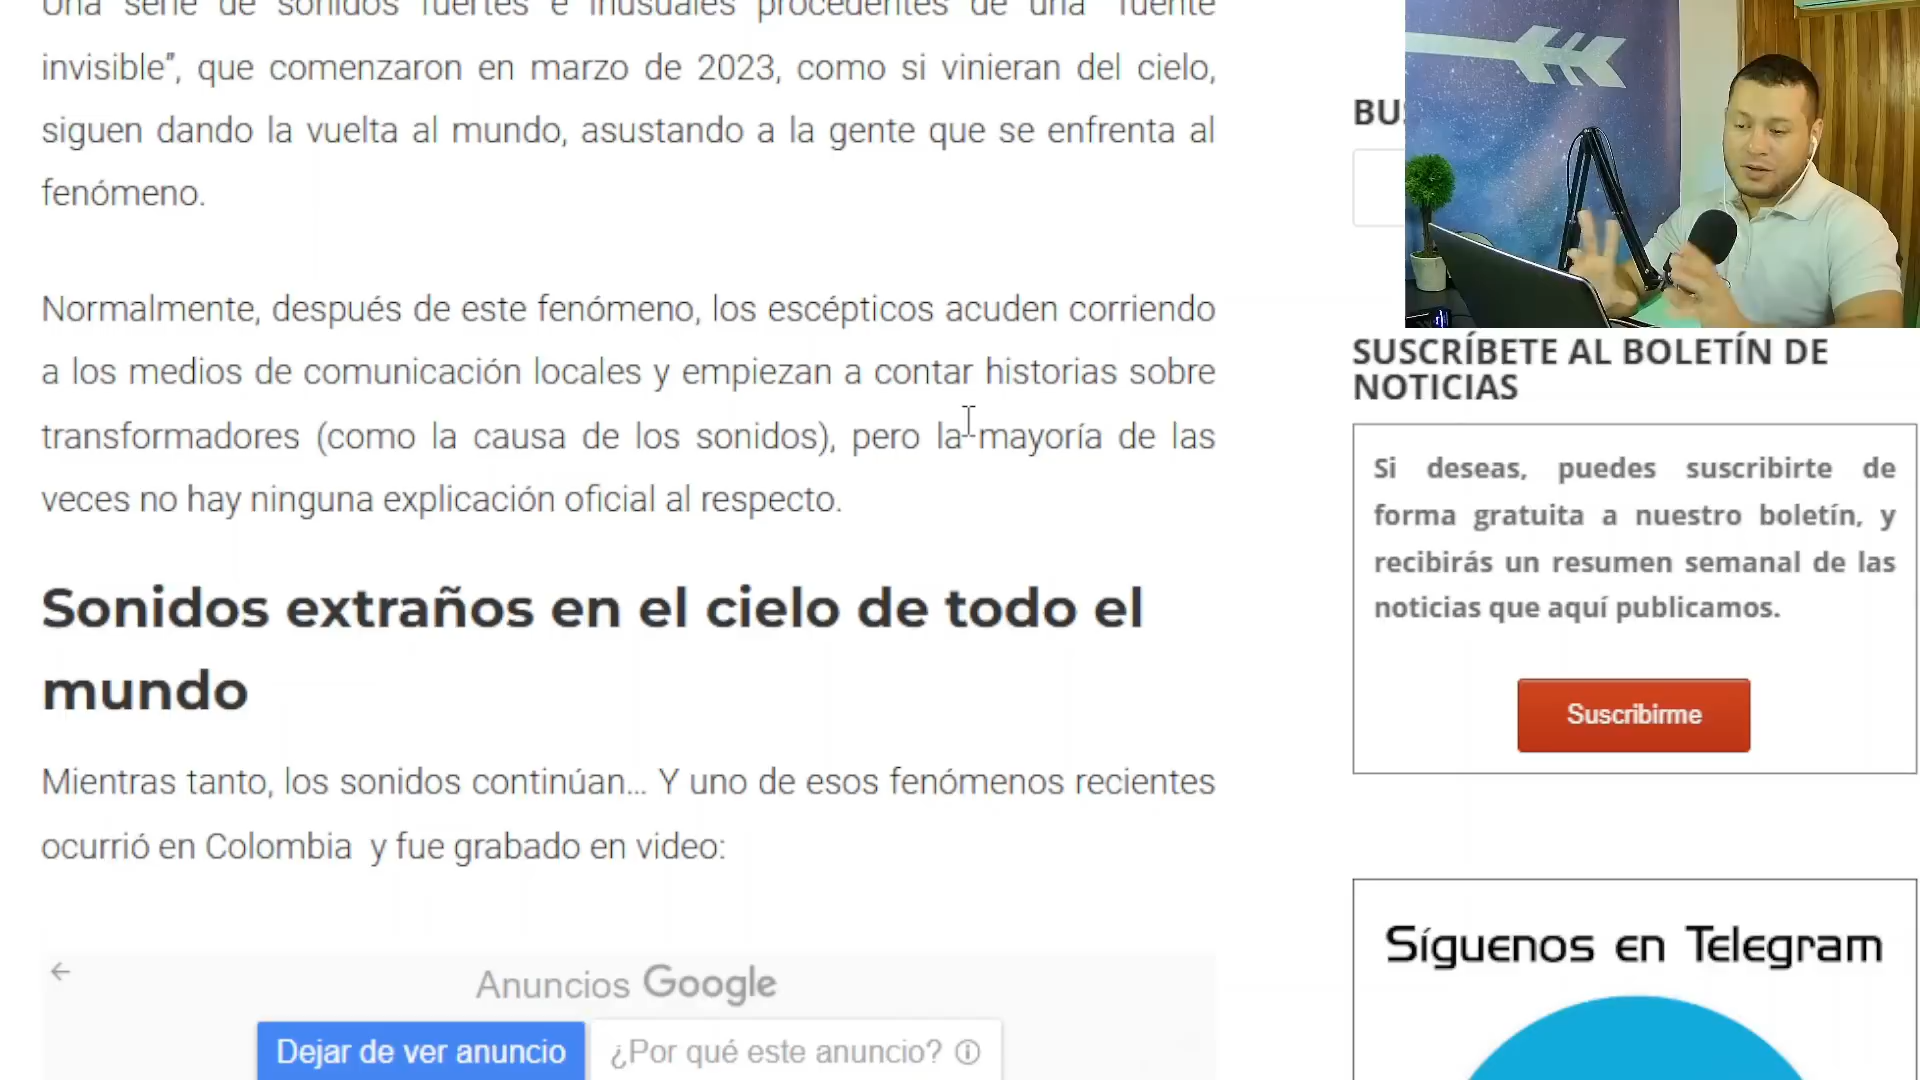 Una serie de sonidos fuertes e inusuales procedentes de una "fuente
invisible”, que comenzaron en marzo de 2023, como si vinieran del cielo,
siguen dando la vuelta al mundo, asustando a la gente que se enfrenta al
fenómeno.
Normalmente, después de este fenómeno, los escépticos acuden corriendo
a los medios de comunicación locales y empiezan a contar historias sobre
transformadores (como la causa de los sonidos), pero la mayoría de las
veces no hay ninguna explicación oficial al respecto.
Sonidos extraños en el cielo de todo el
mundo
Mientras tanto, los sonidos continúan... Y uno de esos fenómenos recientes
ocurrió en Colombia y fue grabado en video:
Anuncios Google
Dejar de ver anuncio
¿Por qué este anuncio?
BUS
SUSCRÍBETE AL BOLETÍN DE
NOTICIAS
Si deseas, puedes suscribirte de
forma gratuita a nuestro boletín, y
recibirás un resumen semanal de las
noticias que aquí publicamos.
Suscribirme
Síguenos en Telegram